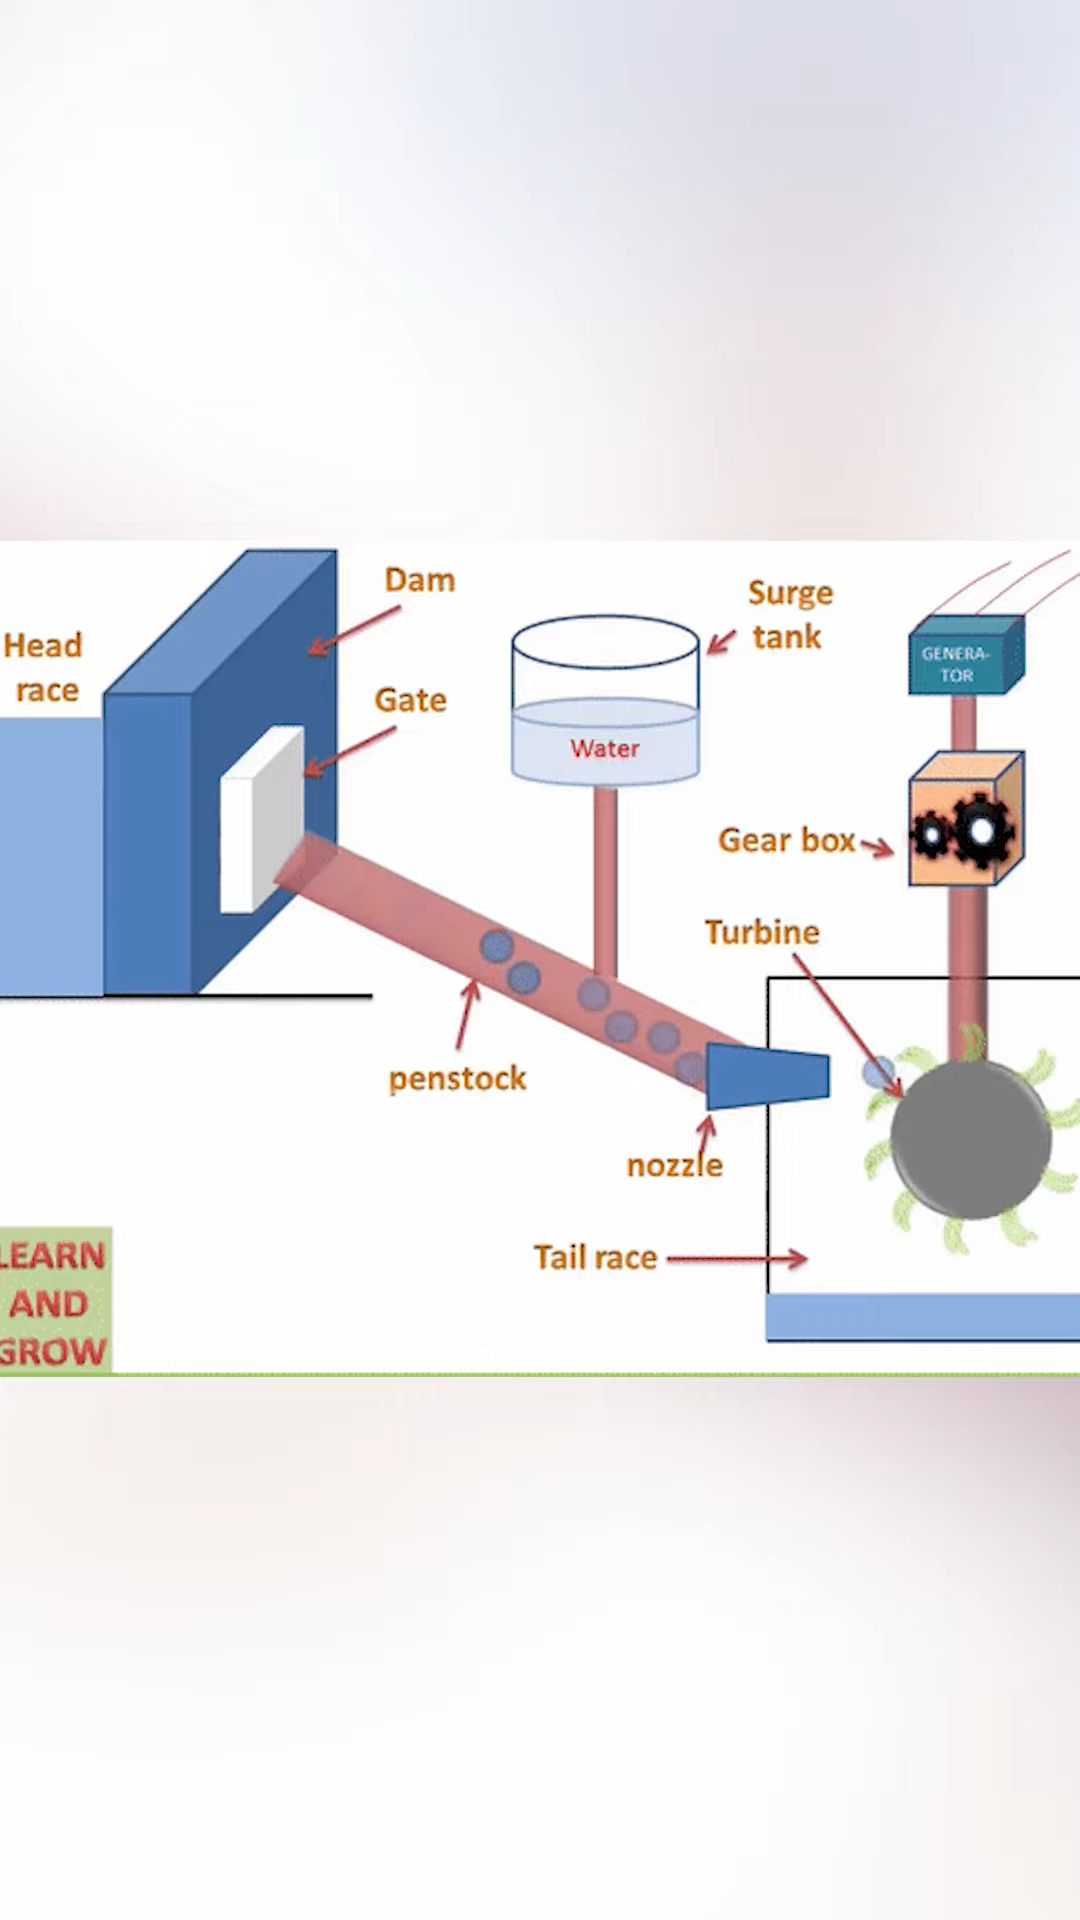 Dam
Surge
tank
Head
race
GENERA-
TOR
Gate
Water
Gear box
Turbine
penstock
nozzle
Tail race
LEARN
AND
GROW